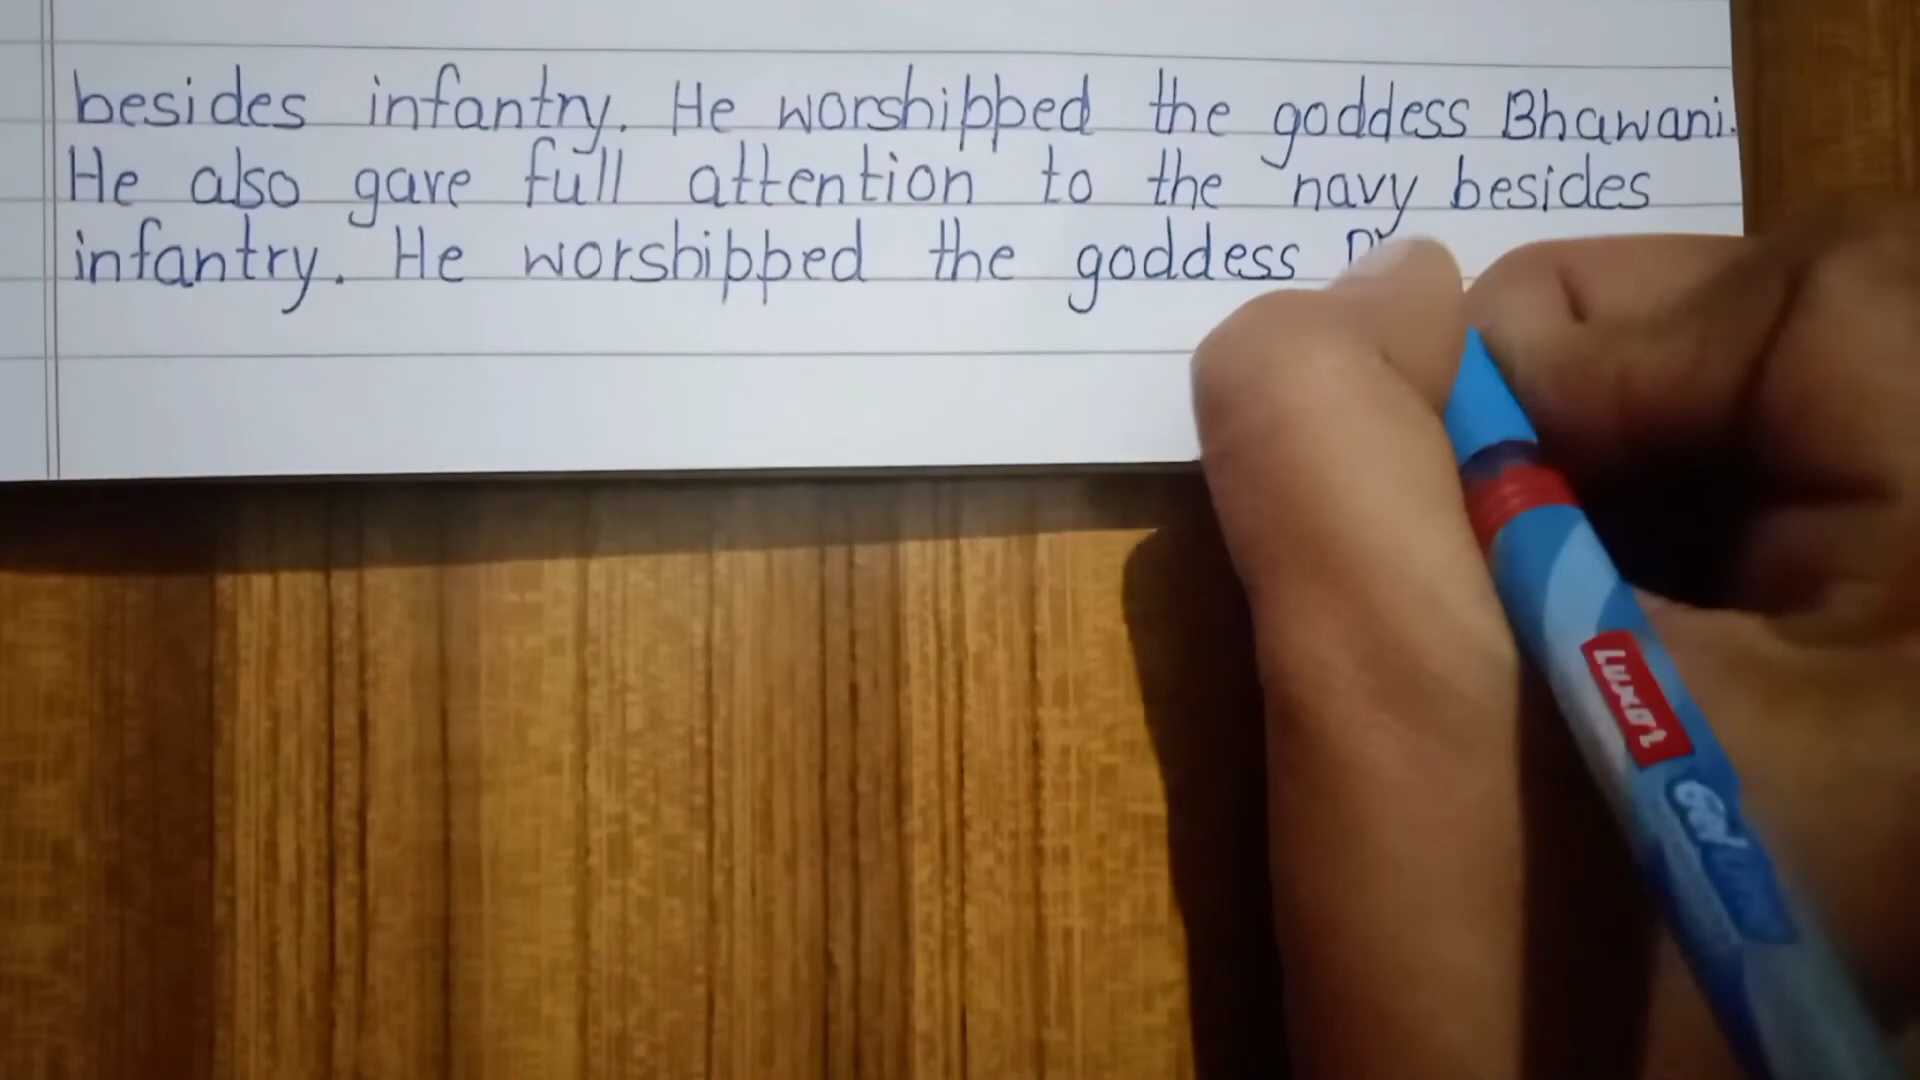 besides infantry. He worshipped the goddess Bhawani.
He also gave full attention to the navy besides
infantry. He worshipped the goddess
Luxor
Gel